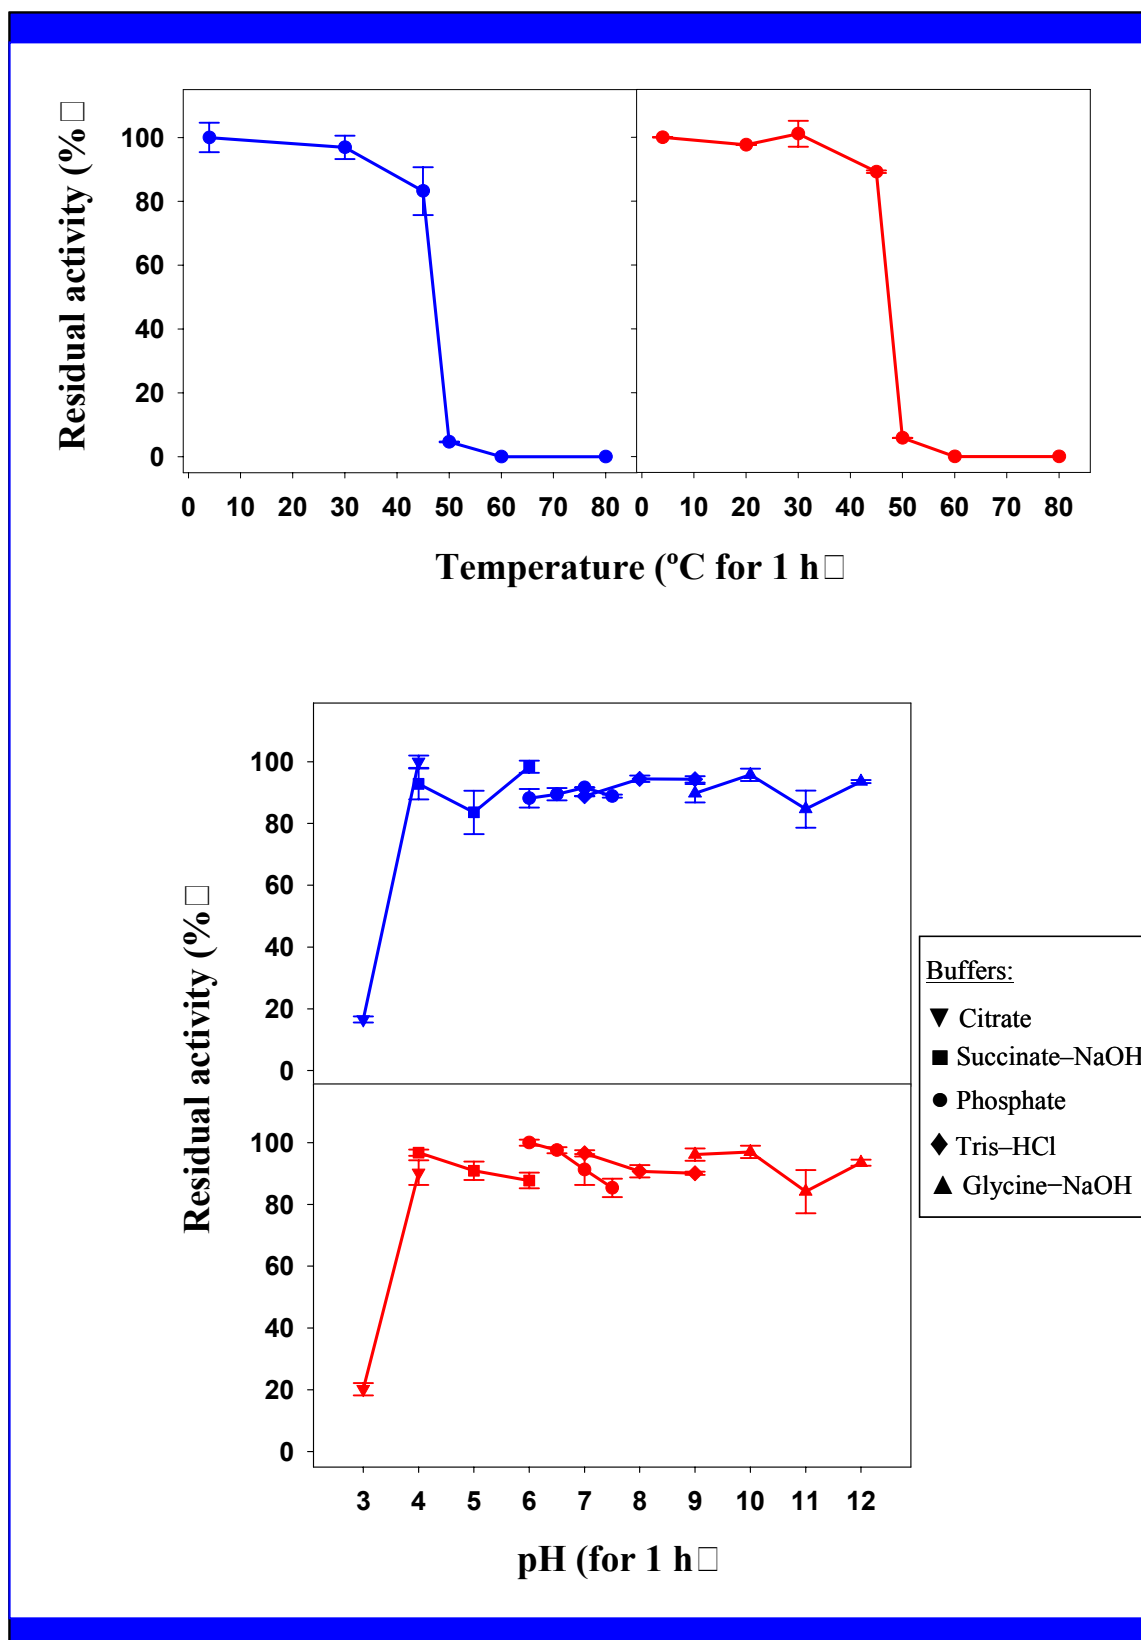 Residual activity (%□
100
80
60
40
20
0
0 10 20 30 40 50 60 70 80 0 10 20 30 40 50 60 70 80
Temperature (ºC for 1 h□
Residual activity (%□
100
80
60
40
20
0
100
80
60
40
20
0
3 4 5 6 7 8 9 10 11 12
pH (for 1 h□
Buffers:
▼ Citrate
■ Succinate–NaOH
● Phosphate
◆ Tris–HCl
▲ Glycine–NaOH